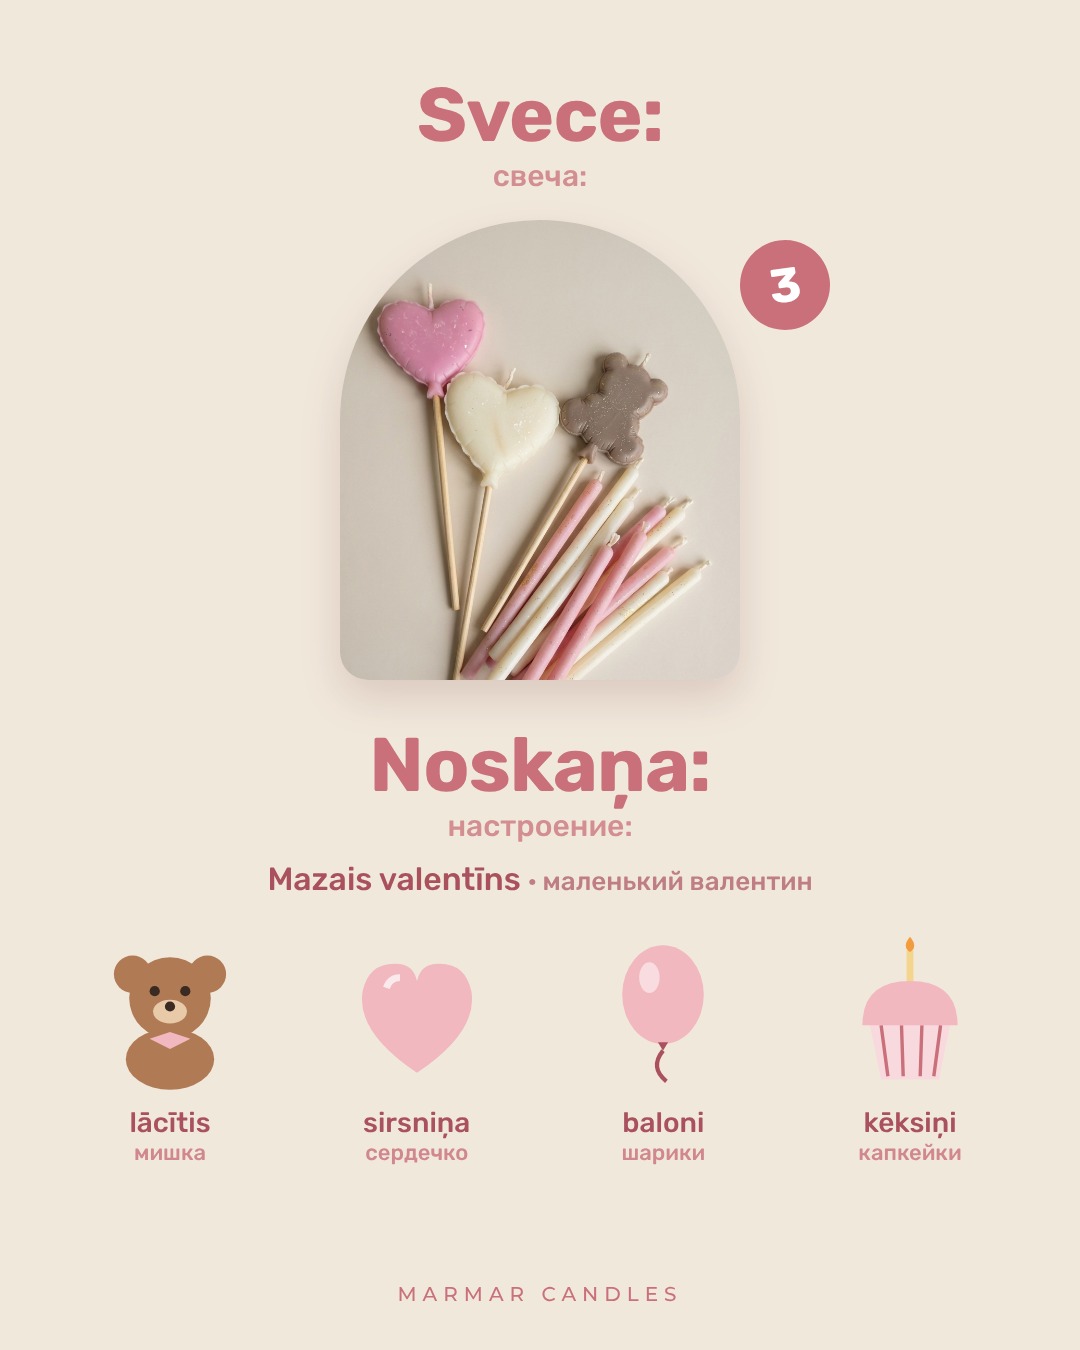 Svece:
свеча:
3
Noskaņa:
настроение:
Mazais valentīns • маленький валентин
lācītis
мишка
sirsniņa
сердечко
baloni
шарики
kēksiņi
капкейки
MARMAR CANDLES